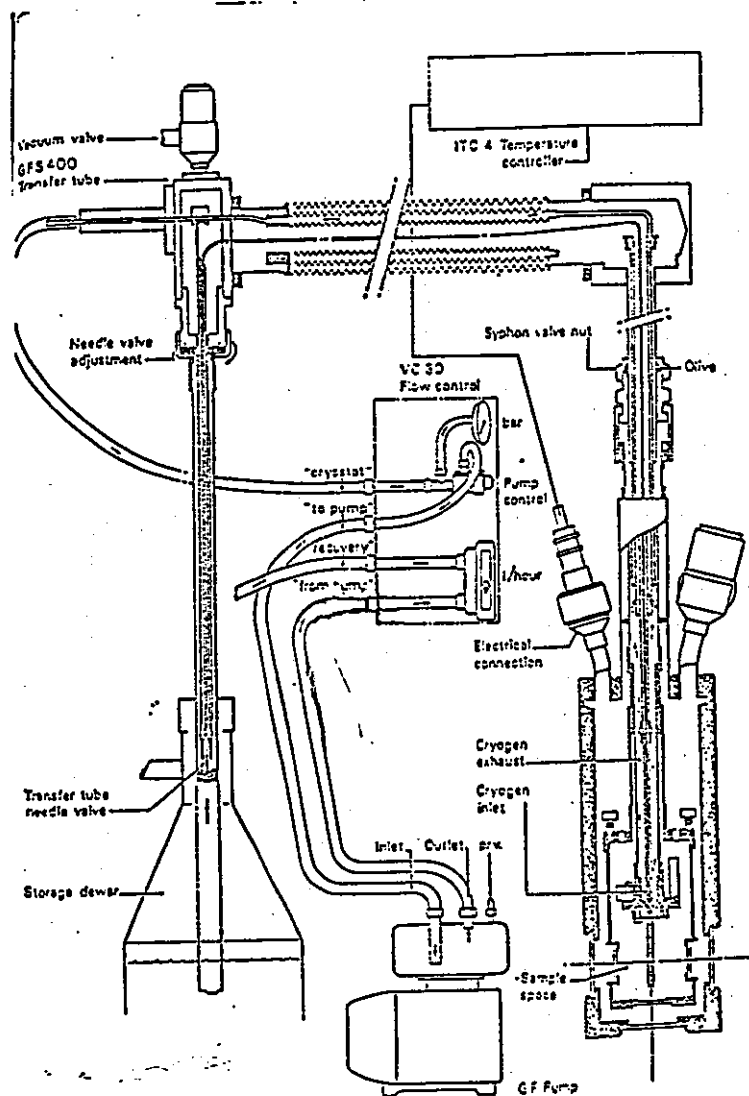 Vacuum valve
GFS400
Transfer tube
ITC 4 Temperature
controller
Needle valve
adjustment
Syphon valve nut
Olive
VC 30
Flow control
bar
"cryostat"
Pump
control
"to pump"
"recovery"
"from pump"
l/hour
Electrical
connection
Cryogen
exhaust
Cryogen
inlet
Transfer tube
needle valve
Storage dewar
Inlet
Outlet
prv.
Sample
space
GF Pump